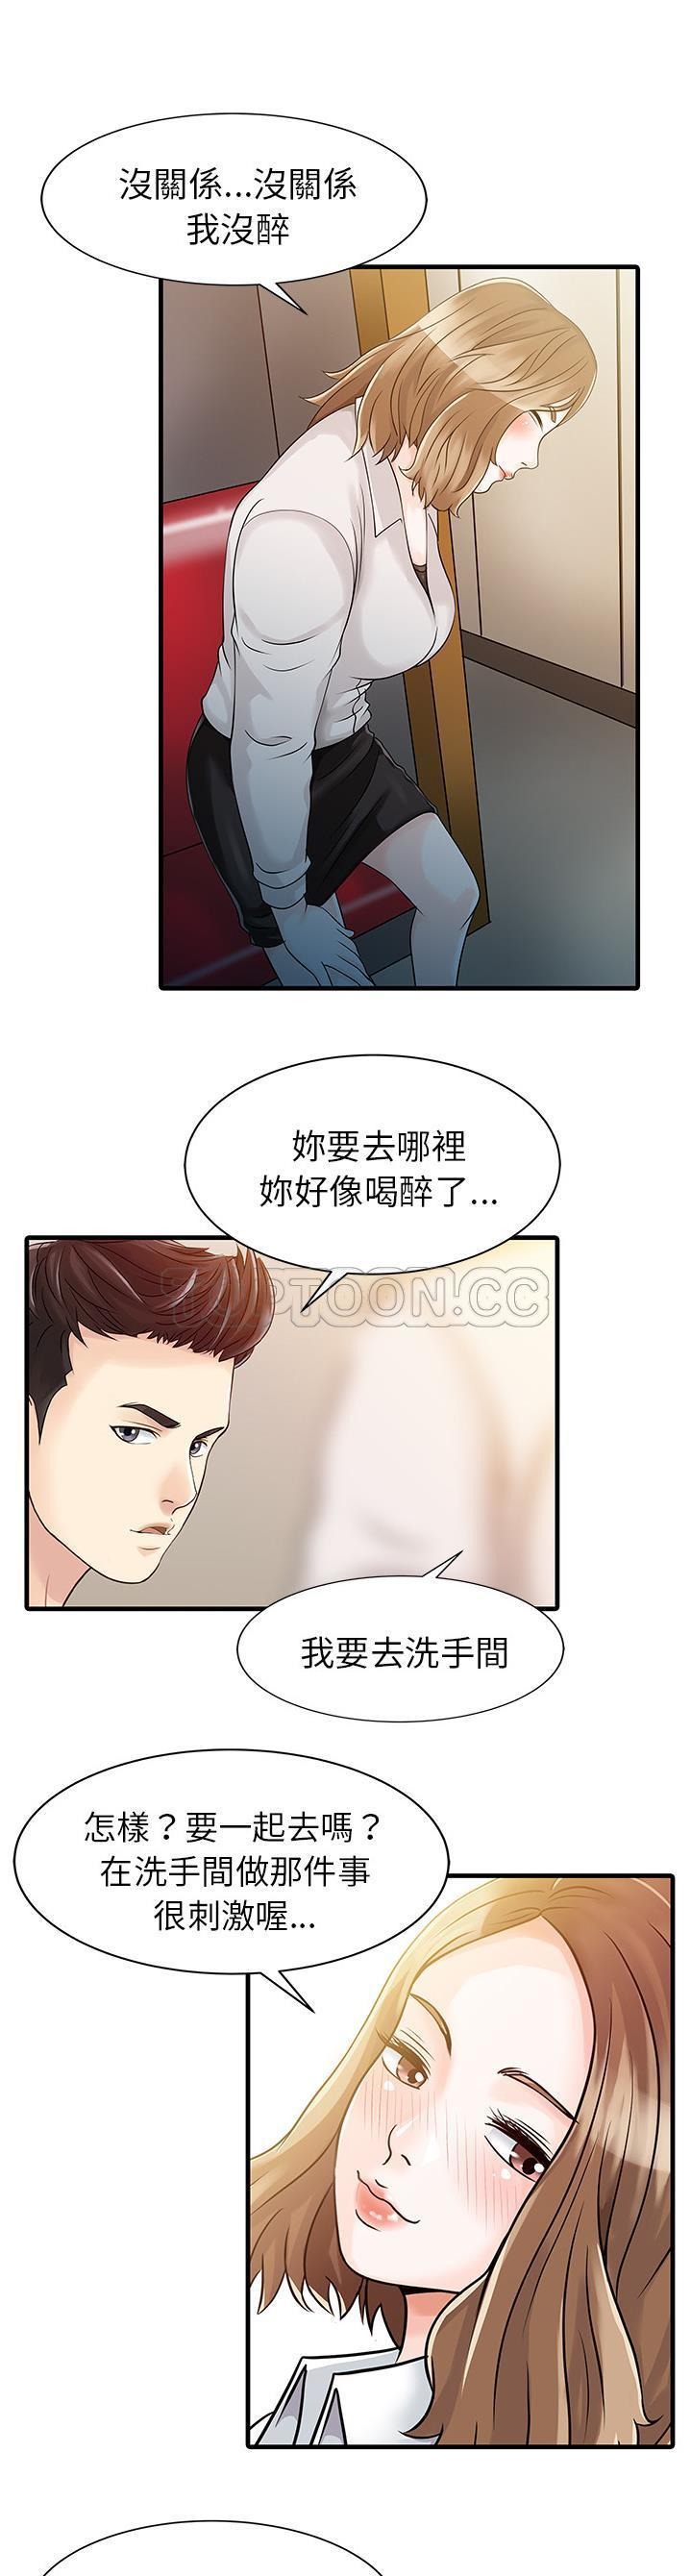 沒關係...沒關係
我沒醉
妳要去哪裡
妳好像喝醉了...
TOPTOON.CC
我要去洗手間
怎樣？要一起去嗎？
在洗手間做那件事
很刺激喔...